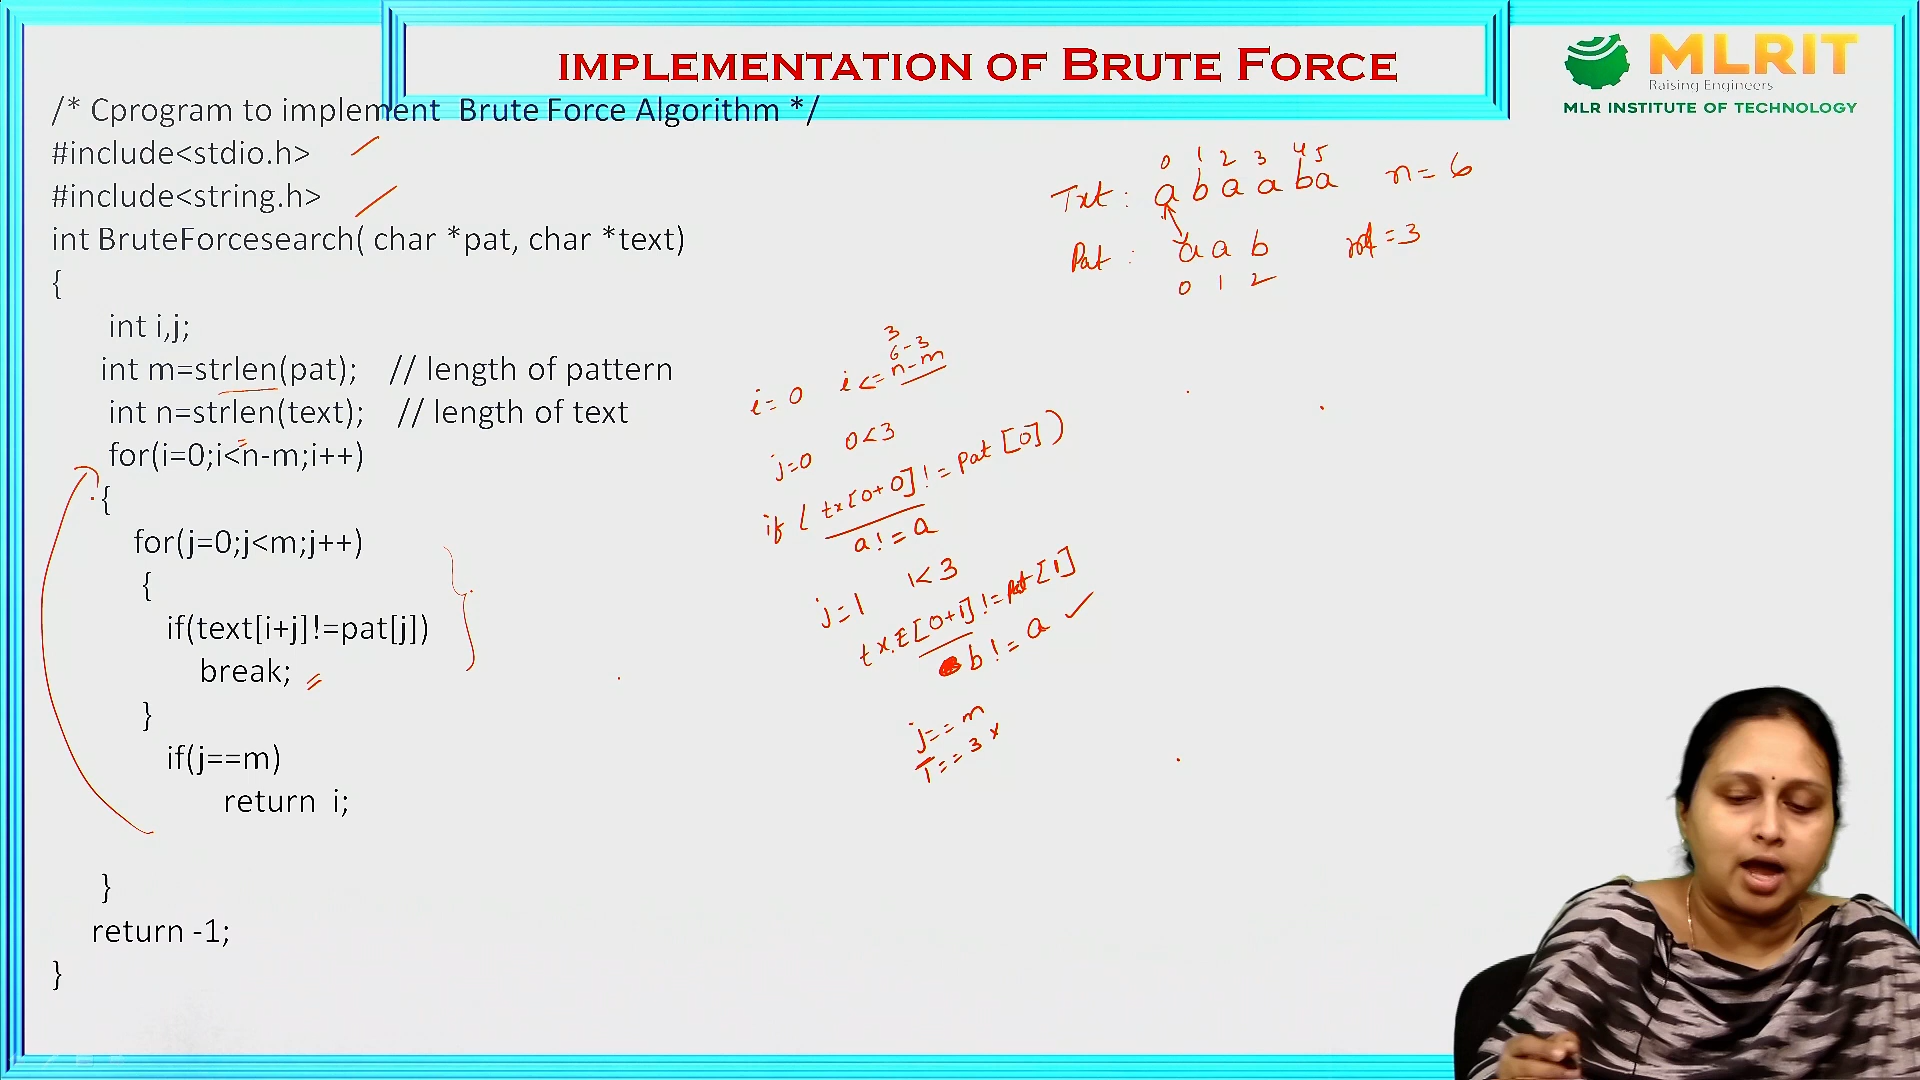 IMPLEMENTATION OF BRUTE FORCE
MLRIT
Raising Engineers
MLR INSTITUTE OF TECHNOLOGY
/* Cprogram to implement Brute Force Algorithm */
#include<stdio.h>
#include<string.h>
int BruteForcesearch( char *pat, char *text)
{
int i,j;
int m=strlen(pat); // length of pattern
int n=strlen(text); // length of text
for(i=0;i<=n-m;i++)
{
for(j=0;j<m;j++)
{
if(text[i+j]!=pat[j])
break;
}
if(j==m)
return i;
}
return -1;
}
0 1 2 3 4 5
Txt : a b a a b a n = 6
Pat : a a b = 3
0 1 2
3
6-3
i = 0 i <= n-m
j=0 0<3
if ( tx[0+0] != pat [0] )
a != a
j=1 1<3
txt[0+1] != pat [1]
b != a ✓
j == m
1 == 3 x